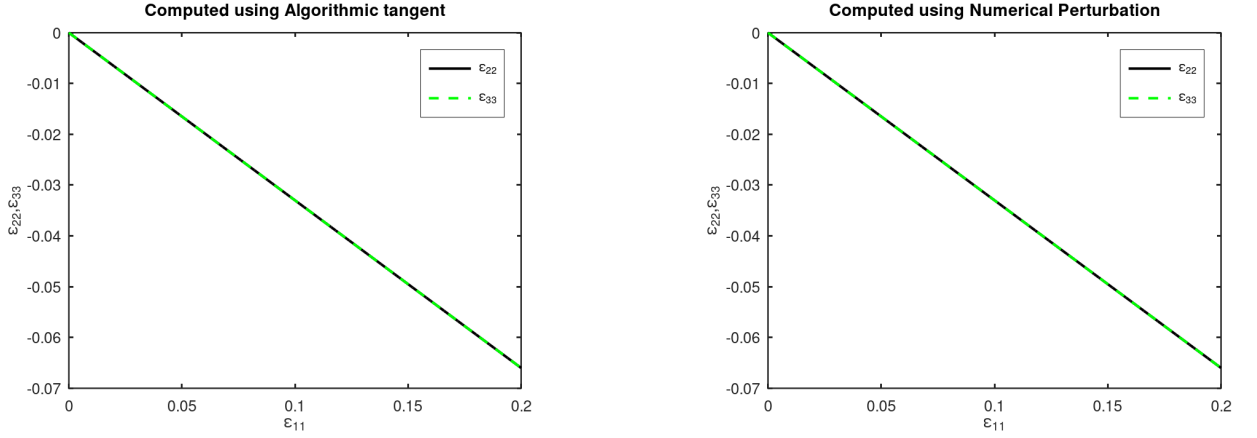 Computed using Algorithmic tangent
0
-0.01
-0.02
-0.03
-0.04
-0.05
-0.06
-0.07
ε22,ε33
0 0.05 0.1 0.15 0.2
ε11
ε22
ε33
Computed using Numerical Perturbation
0
-0.01
-0.02
-0.03
-0.04
-0.05
-0.06
-0.07
ε22,ε33
0 0.05 0.1 0.15 0.2
ε11
ε22
ε33